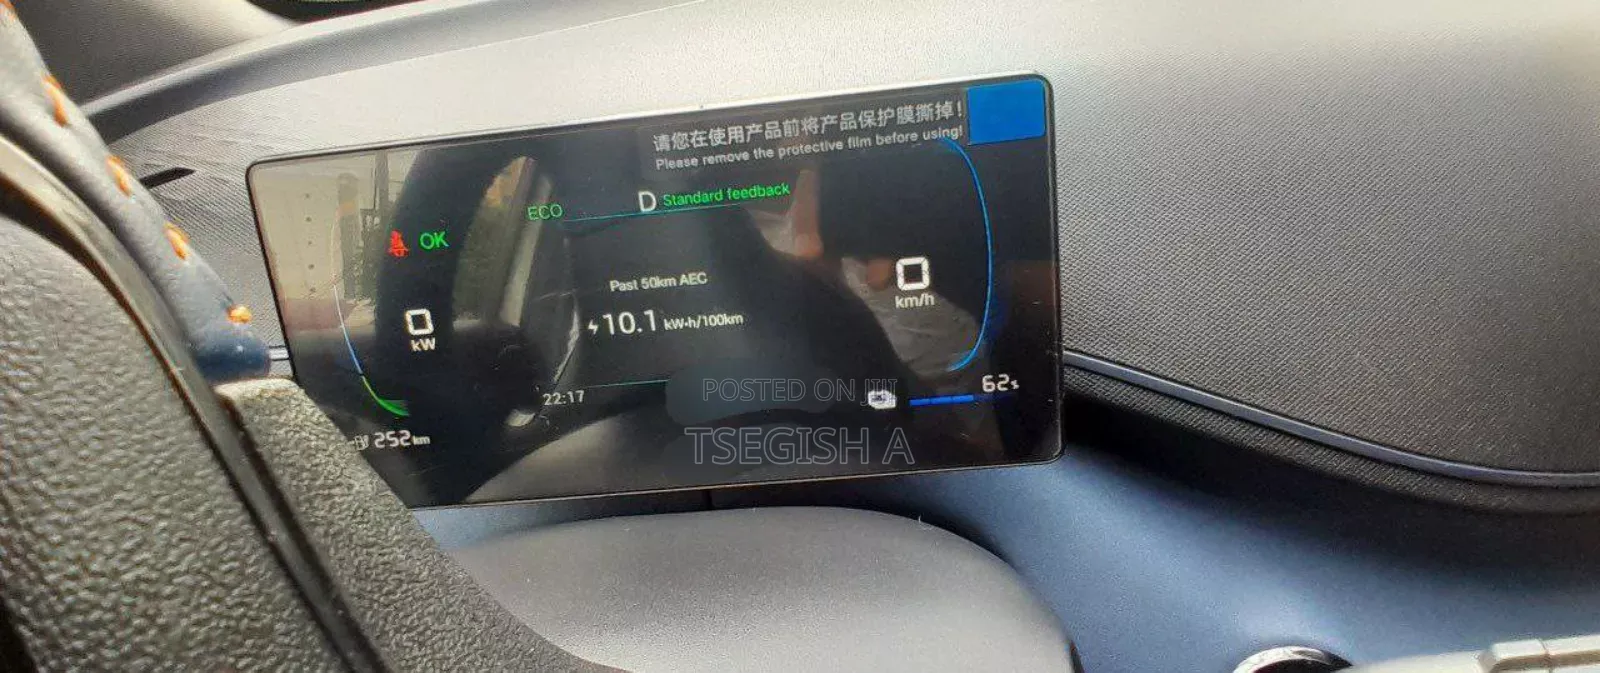 请您在使用产品前将产品保护膜撕掉！
Please remove the protective film before using!
ECO
D Standard feedback
OK
Past 50km AEC
10.1 kW·h/100km
0
kW
0
km/h
22:17
252km
62%
POSTED ON JIJI
TSEGISH A